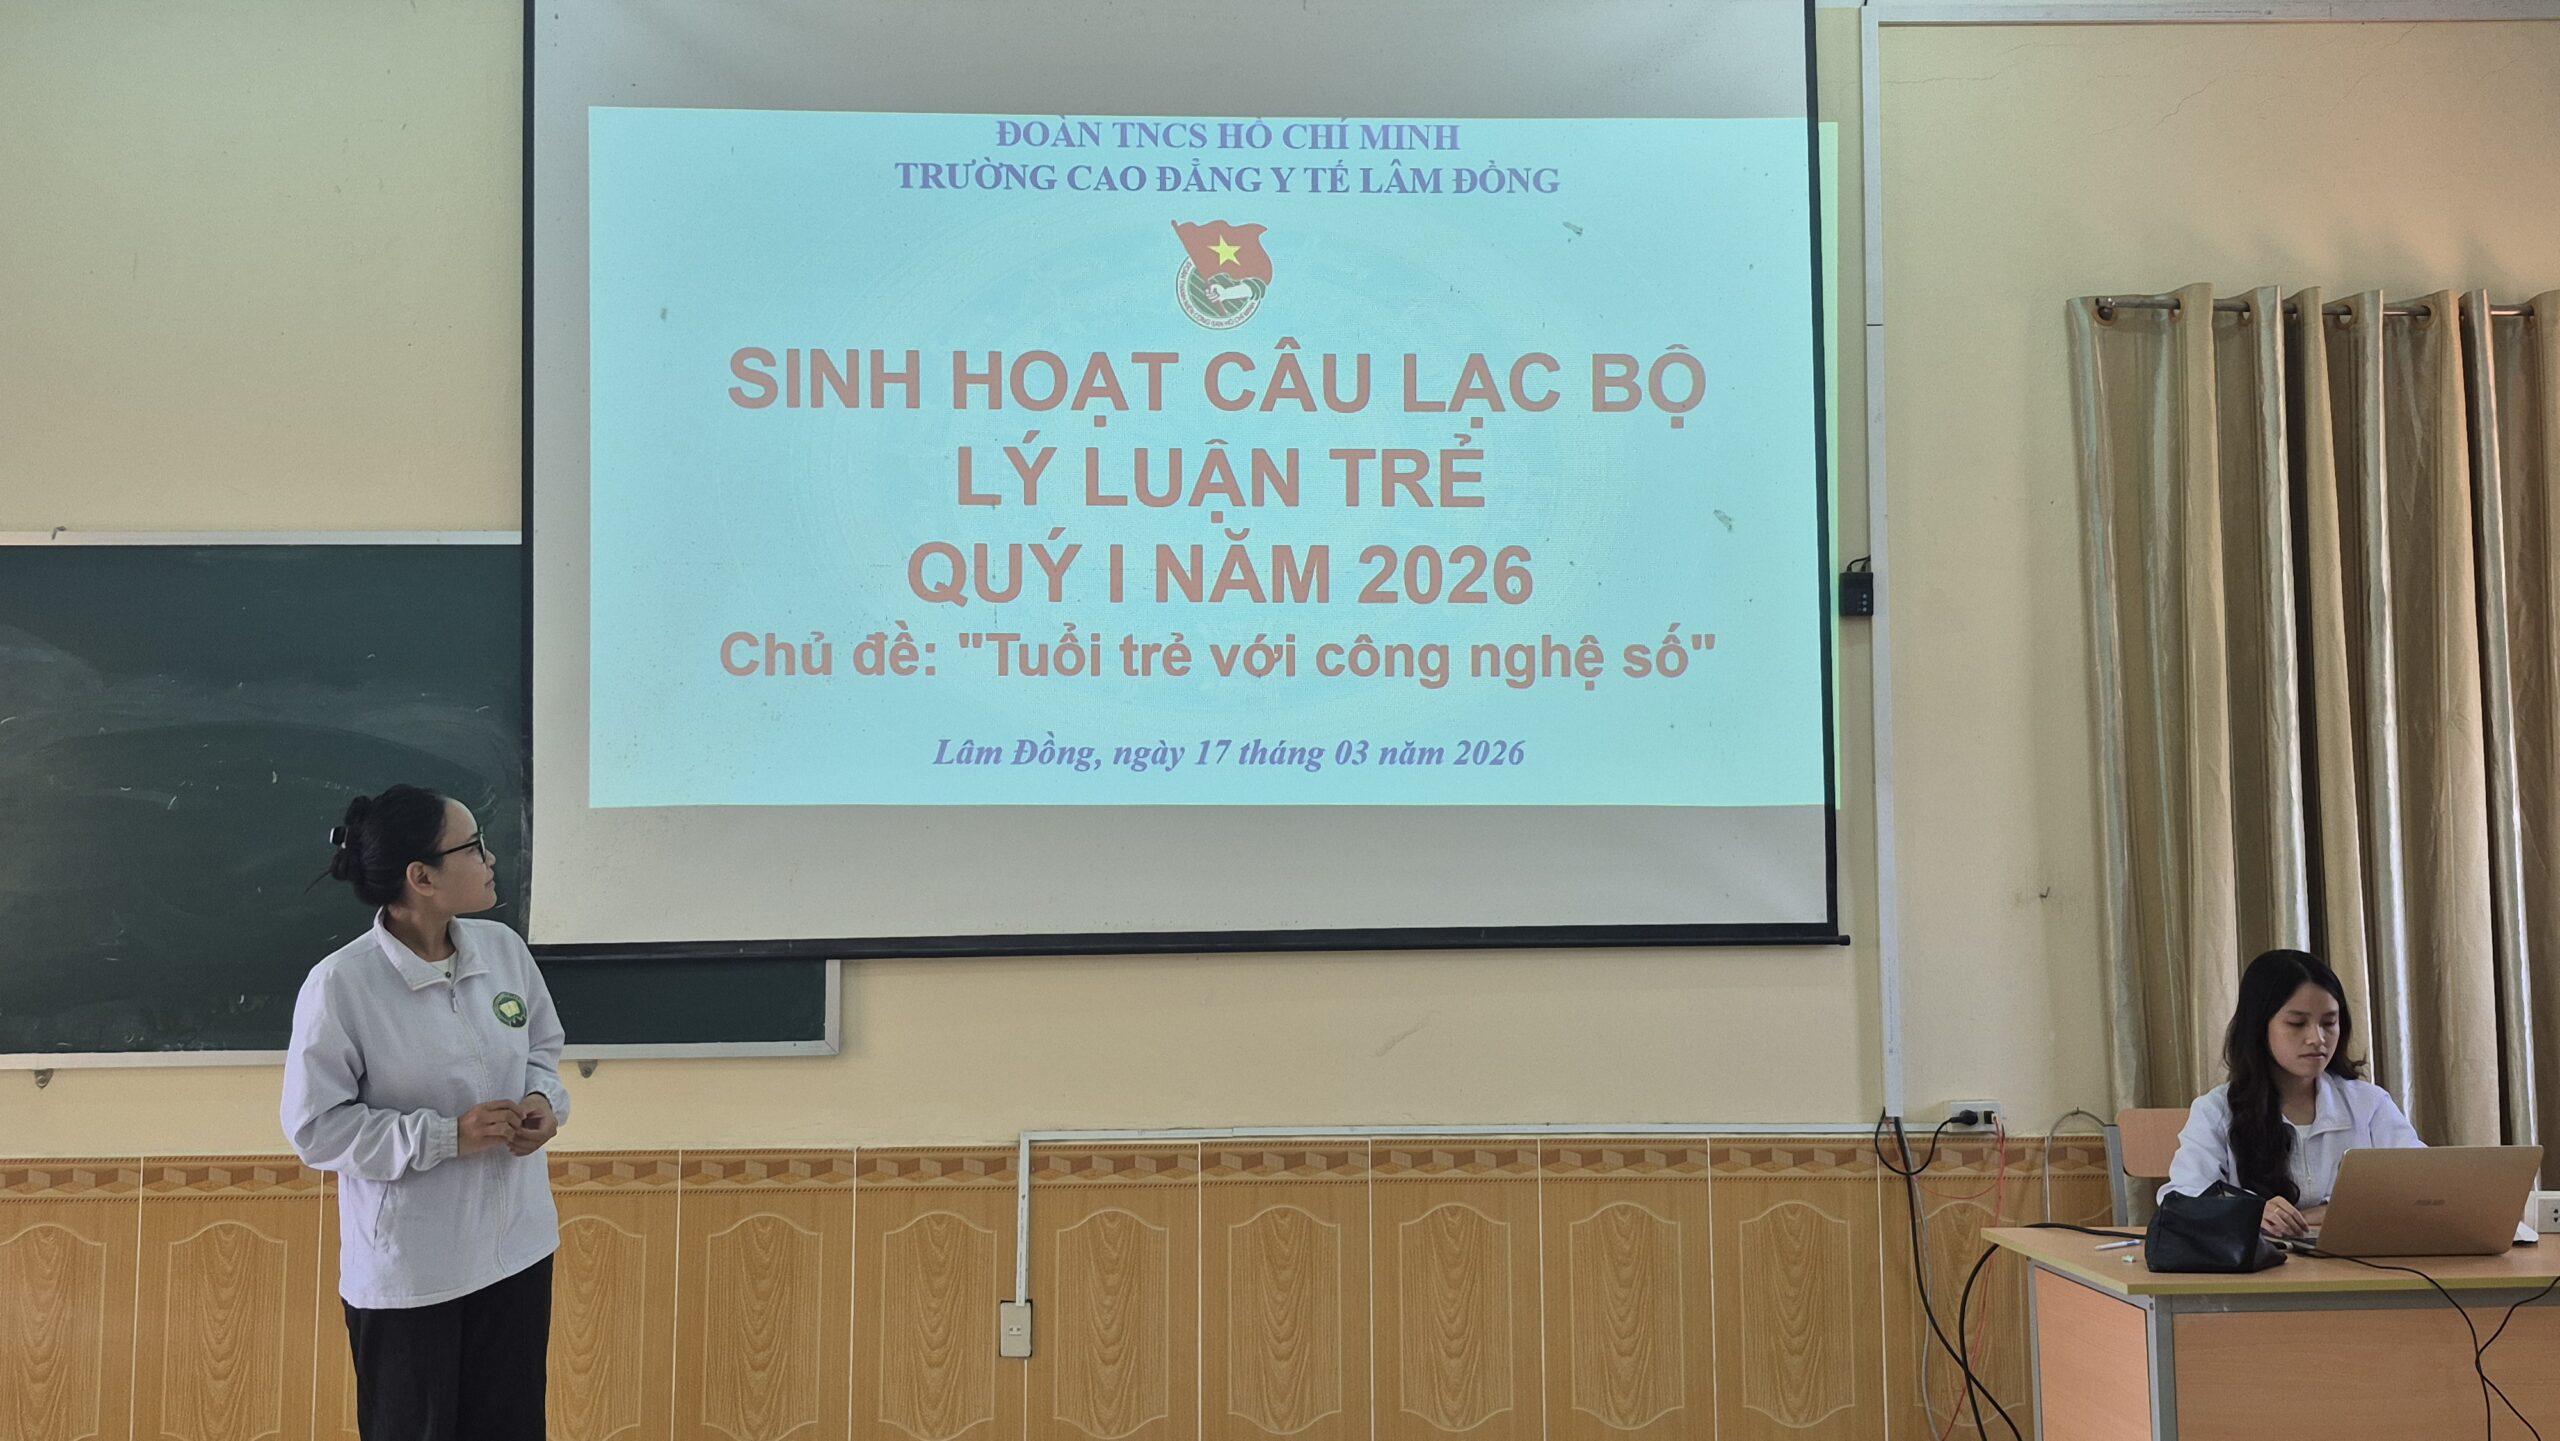 ĐOÀN TNCS HỒ CHÍ MINH
TRƯỜNG CAO ĐẲNG Y TẾ LÂM ĐỒNG
SINH HOẠT CÂU LẠC BỘ
LÝ LUẬN TRẺ
QUÝ I NĂM 2026
Chủ đề: "Tuổi trẻ với công nghệ số"
Lâm Đồng, ngày 17 tháng 03 năm 2026